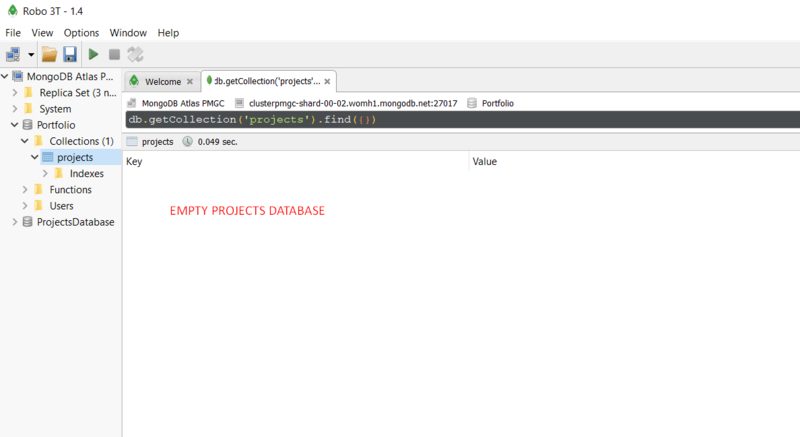 Robo 3T - 1.4
File View Options Window Help
MongoDB Atlas P...
Replica Set (3 n...
System
Portfolio
Collections (1)
projects
Indexes
Functions
Users
ProjectsDatabase
Welcome
db.getCollection('projects'...
MongoDB Atlas PMGC clusterpmgc-shard-00-02.womh1.mongodb.net:27017 Portfolio
db.getCollection('projects').find({})
projects 0.049 sec.
Key Value
EMPTY PROJECTS DATABASE